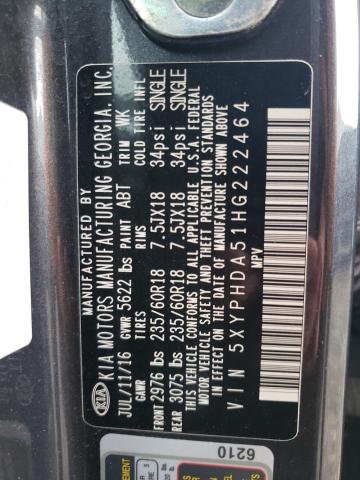 KIA
MANUFACTURED BY
KIA MOTORS MANUFACTURING GEORGIA, INC.
JUL/11/16 GVWR 5622 lbs PAINT ABT TRIM WK
GAWR TIRES RIMS COLD TIRE INFL
FRONT 2976 lbs 235/60R18 7.5JX18 34psi SINGLE
REAR 3075 lbs 235/60R18 7.5JX18 34psi SINGLE
THIS VEHICLE CONFORMS TO ALL APPLICABLE U.S.A. FEDERAL
MOTOR VEHICLE SAFETY AND THEFT PREVENTION STANDARDS
IN EFFECT ON THE DATE OF MANUFACTURE SHOWN ABOVE
VIN 5XYPHDA51HG222464
MPV
6210